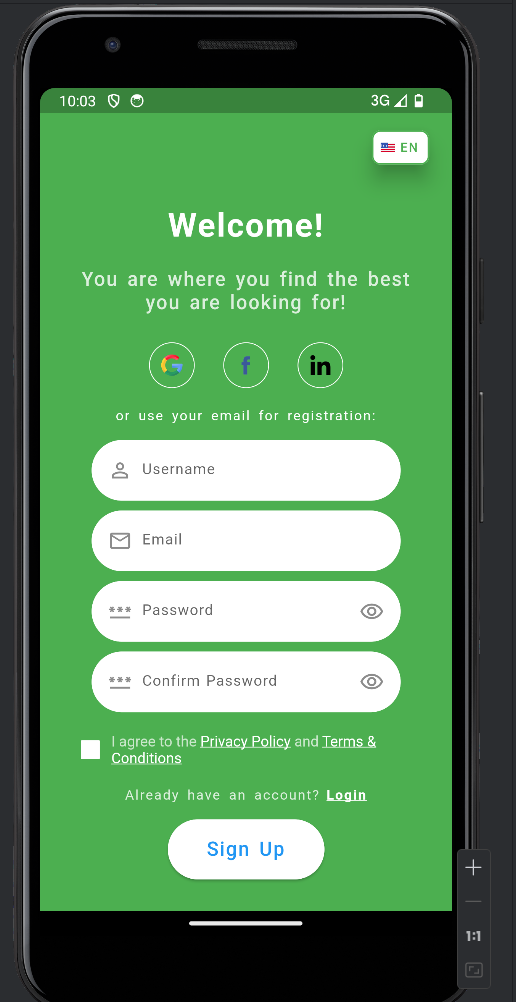 10:03 3G
EN
Welcome!
You are where you find the best
you are looking for!
G f in
or use your email for registration:
Username
Email
*** Password
*** Confirm Password
I agree to the Privacy Policy and Terms &
Conditions
Already have an account? Login
Sign Up
1:1